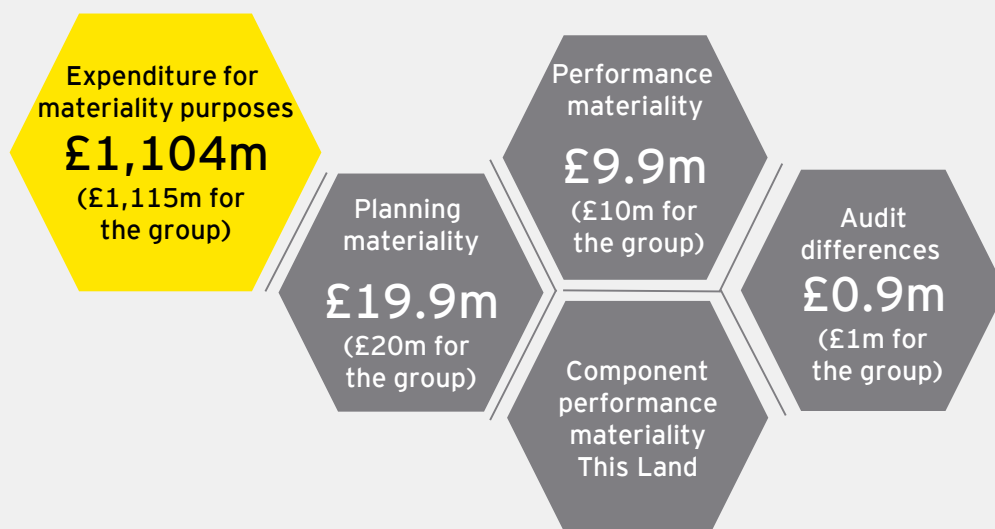 Expenditure for
materiality purposes
£1,104m
(£1,115m for
the group)
Planning
materiality
£19.9m
(£20m for
the group)
Performance
materiality
£9.9m
(£10m for
the group)
Component
performance
materiality
This Land
Audit
differences
£0.9m
(£1m for
the group)